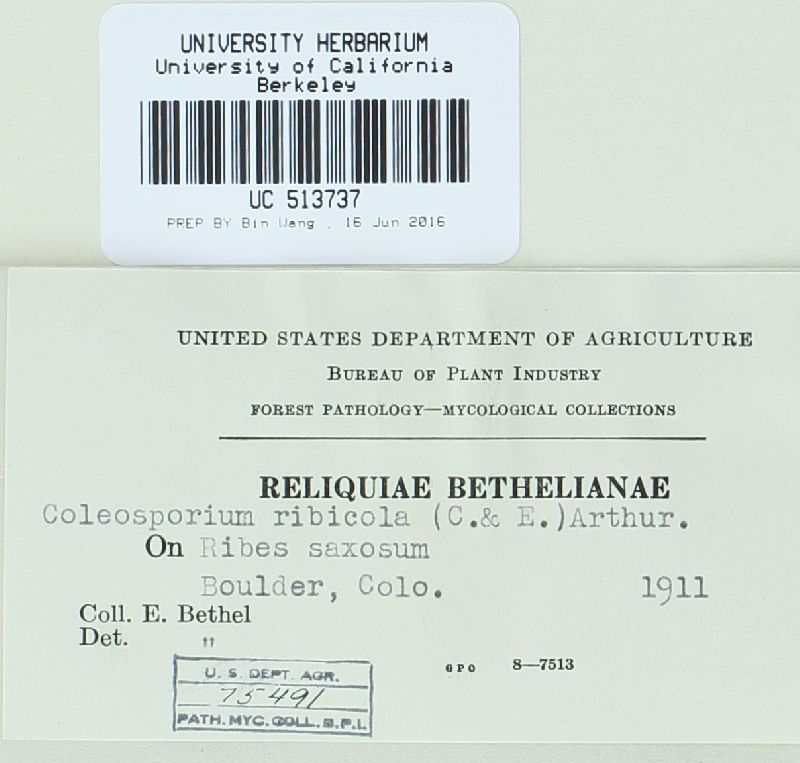 UNIVERSITY HERBARIUM
University of California
Berkeley
UC 513737
PREP BY Bin Wang , 16 Jun 2016
UNITED STATES DEPARTMENT OF AGRICULTURE
BUREAU OF PLANT INDUSTRY
FOREST PATHOLOGY—MYCOLOGICAL COLLECTIONS
RELIQUIAE BETHELIANAE
Coleosporium ribicola (C.& E.)Arthur.
On Ribes saxosum
Boulder, Colo. 1911
Coll. E. Bethel
Det. "
GPO 8—7513
U. S. DEPT. AGR.
75491
PATH. MYC. COLL. B. P. I.